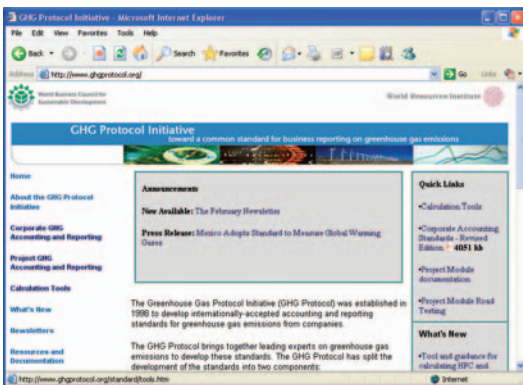 GHG Protocol Initiative - Microsoft Internet Explorer
File Edit View Favorites Tools Help
Back Search Favorites
Address http://www.ghgprotocol.org/ Go Links
World Business Council for
Sustainable Development
World Resources Institute
GHG Protocol Initiative
toward a common standard for business reporting on greenhouse gas emissions
Home
About the GHG Protocol
Initiative
Corporate GHG
Accounting and Reporting
Project GHG
Accounting and Reporting
Calculation Tools
What's New
Newsletters
Resources and
Documentation
Announcements
New Available: The February Newsletter
Press Release: Mexico Adopts Standard to Measure Global Warming
Gases
The Greenhouse Gas Protocol Initiative (GHG Protocol) was established in
1998 to develop internationally-accepted accounting and reporting
standards for greenhouse gas emissions from companies.
The GHG Protocol brings together leading experts on greenhouse gas
emissions to develop these standards. The GHG Protocol has split the
development of the standards into two components:
Quick Links
•Calculation Tools
•Corporate Accounting
Standards - Revised
Edition 4051 kb
•Project Module
documentation
•Project Module Road
Testing
What's New
•Tool and guidance for
calculating HFC and
http://www.ghgprotocol.org/standard/tools.htm
Internet